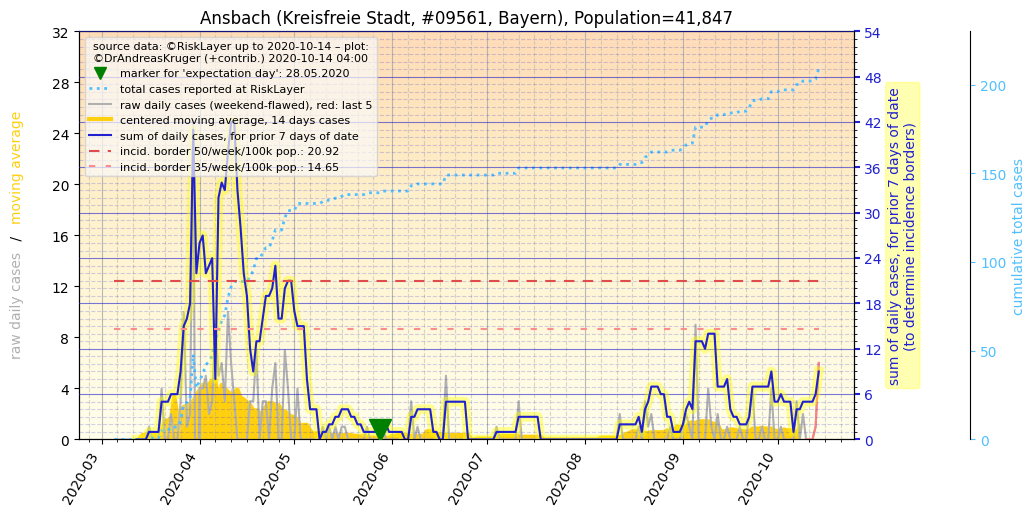 Ansbach (Kreisfreie Stadt, #09561, Bayern), Population=41,847
source data: ©RiskLayer up to 2020-10-14 – plot:
©DrAndreasKruger (+contrib.) 2020-10-14 04:00
marker for 'expectation day': 28.05.2020
total cases reported at RiskLayer
raw daily cases (weekend-flawed), red: last 5
centered moving average, 14 days cases
sum of daily cases, for prior 7 days of date
incid. border 50/week/100k pop.: 20.92
incid. border 35/week/100k pop.: 14.65
raw daily cases / moving average
32
28
24
20
16
12
8
4
0
2020-03
2020-04
2020-05
2020-06
2020-07
2020-08
2020-09
2020-10
54
48
42
36
30
24
18
12
6
0
sum of daily cases, for prior 7 days of date
(to determine, incidence borders)
200
150
100
50
0
cumulative total cases